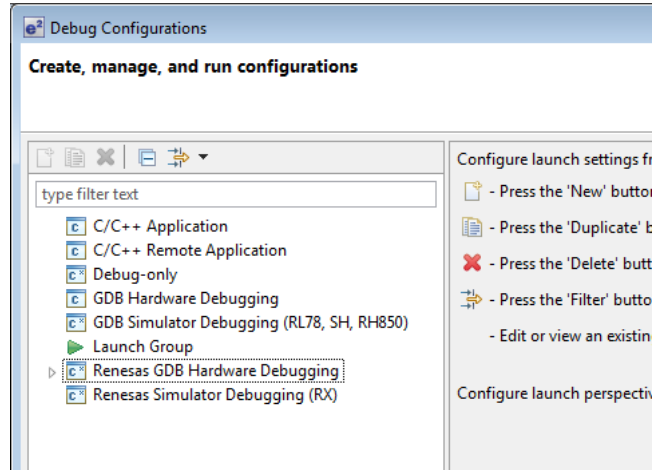 e² Debug Configurations
Create, manage, and run configurations
type filter text
C/C++ Application
C/C++ Remote Application
Debug-only
GDB Hardware Debugging
GDB Simulator Debugging (RL78, SH, RH850)
Launch Group
Renesas GDB Hardware Debugging
Renesas Simulator Debugging (RX)
Configure launch settings fr
- Press the 'New' button
- Press the 'Duplicate' b
- Press the 'Delete' butt
- Press the 'Filter' butto
- Edit or view an existin
Configure launch perspectiv